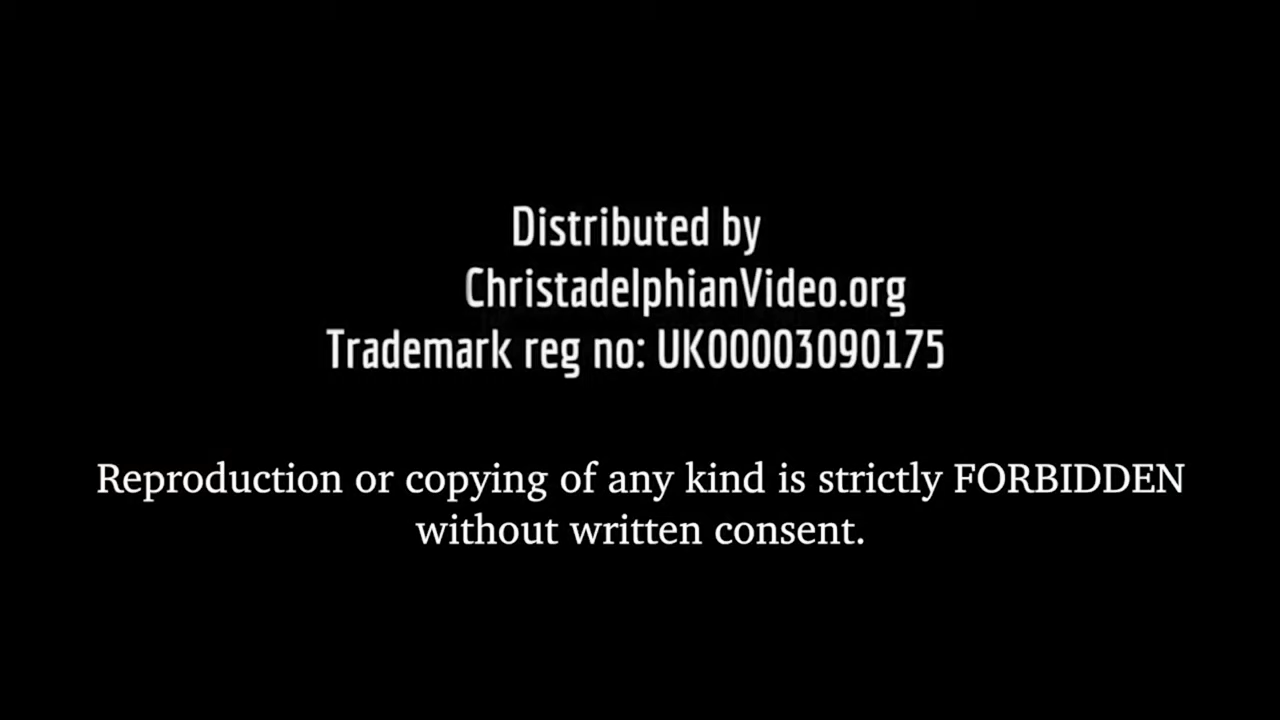 Distributed by
ChristadelphianVideo.org
Trademark reg no: UK00003090175
Reproduction or copying of any kind is strictly FORBIDDEN
without written consent.